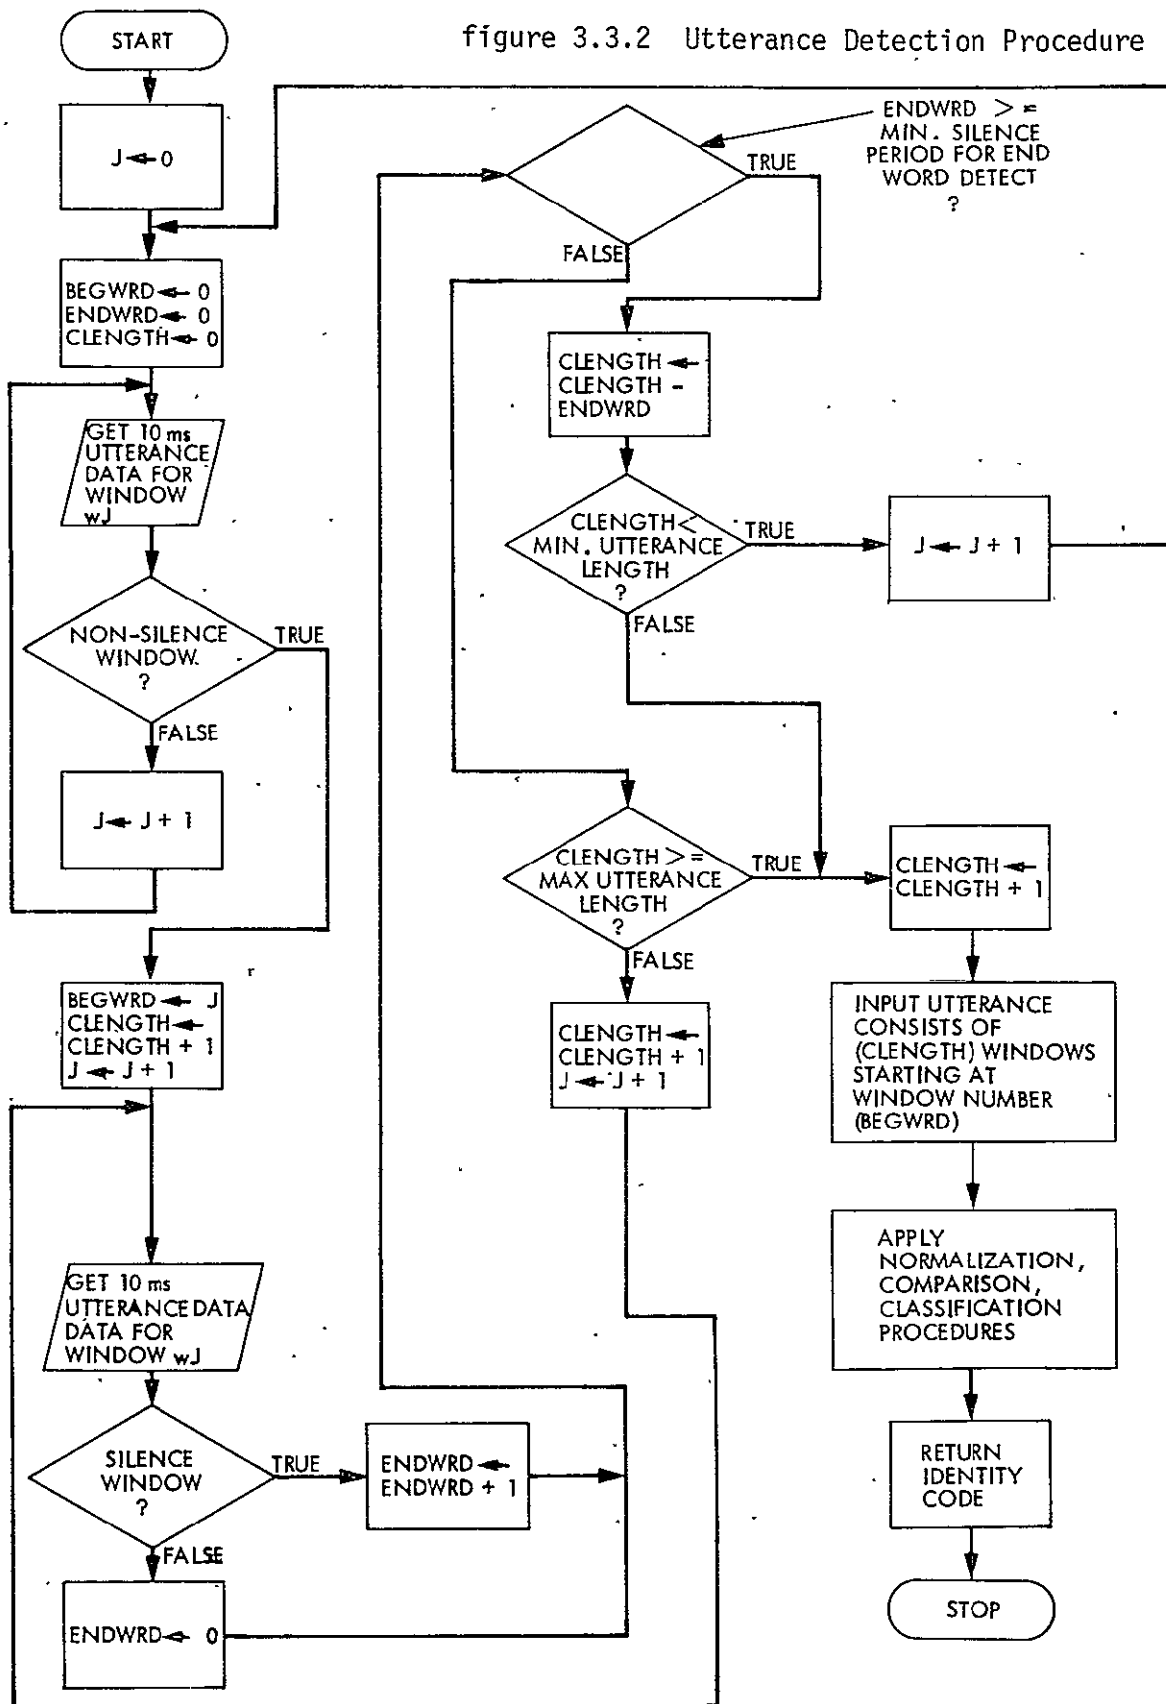 figure 3.3.2 Utterance Detection Procedure
START
J ← 0
BEGWRD ← 0
ENDWRD ← 0
CLENGTH ← 0
GET 10 ms
UTTERANCE
DATA FOR
WINDOW
wJ
NON-SILENCE
WINDOW.
?
TRUE
FALSE
J ← J + 1
BEGWRD ← J
CLENGTH ←
CLENGTH + 1
J ← J + 1
GET 10 ms
UTTERANCE DATA
DATA FOR
WINDOW wJ
SILENCE
WINDOW
?
TRUE
FALSE
ENDWRD ←
ENDWRD + 1
ENDWRD ← 0
ENDWRD > =
MIN. SILENCE
PERIOD FOR END
WORD DETECT
?
TRUE
FALSE
CLENGTH ←
CLENGTH -
ENDWRD
CLENGTH <
MIN. UTTERANCE
LENGTH
?
TRUE
FALSE
J ← J + 1
CLENGTH > =
MAX UTTERANCE
LENGTH
?
TRUE
FALSE
CLENGTH ←
CLENGTH + 1
J ← J + 1
CLENGTH ←
CLENGTH + 1
INPUT UTTERANCE
CONSISTS OF
(CLENGTH) WINDOWS
STARTING AT
WINDOW NUMBER
(BEGWRD)
APPLY
NORMALIZATION,
COMPARISON,
CLASSIFICATION
PROCEDURES
RETURN
IDENTITY
CODE
STOP